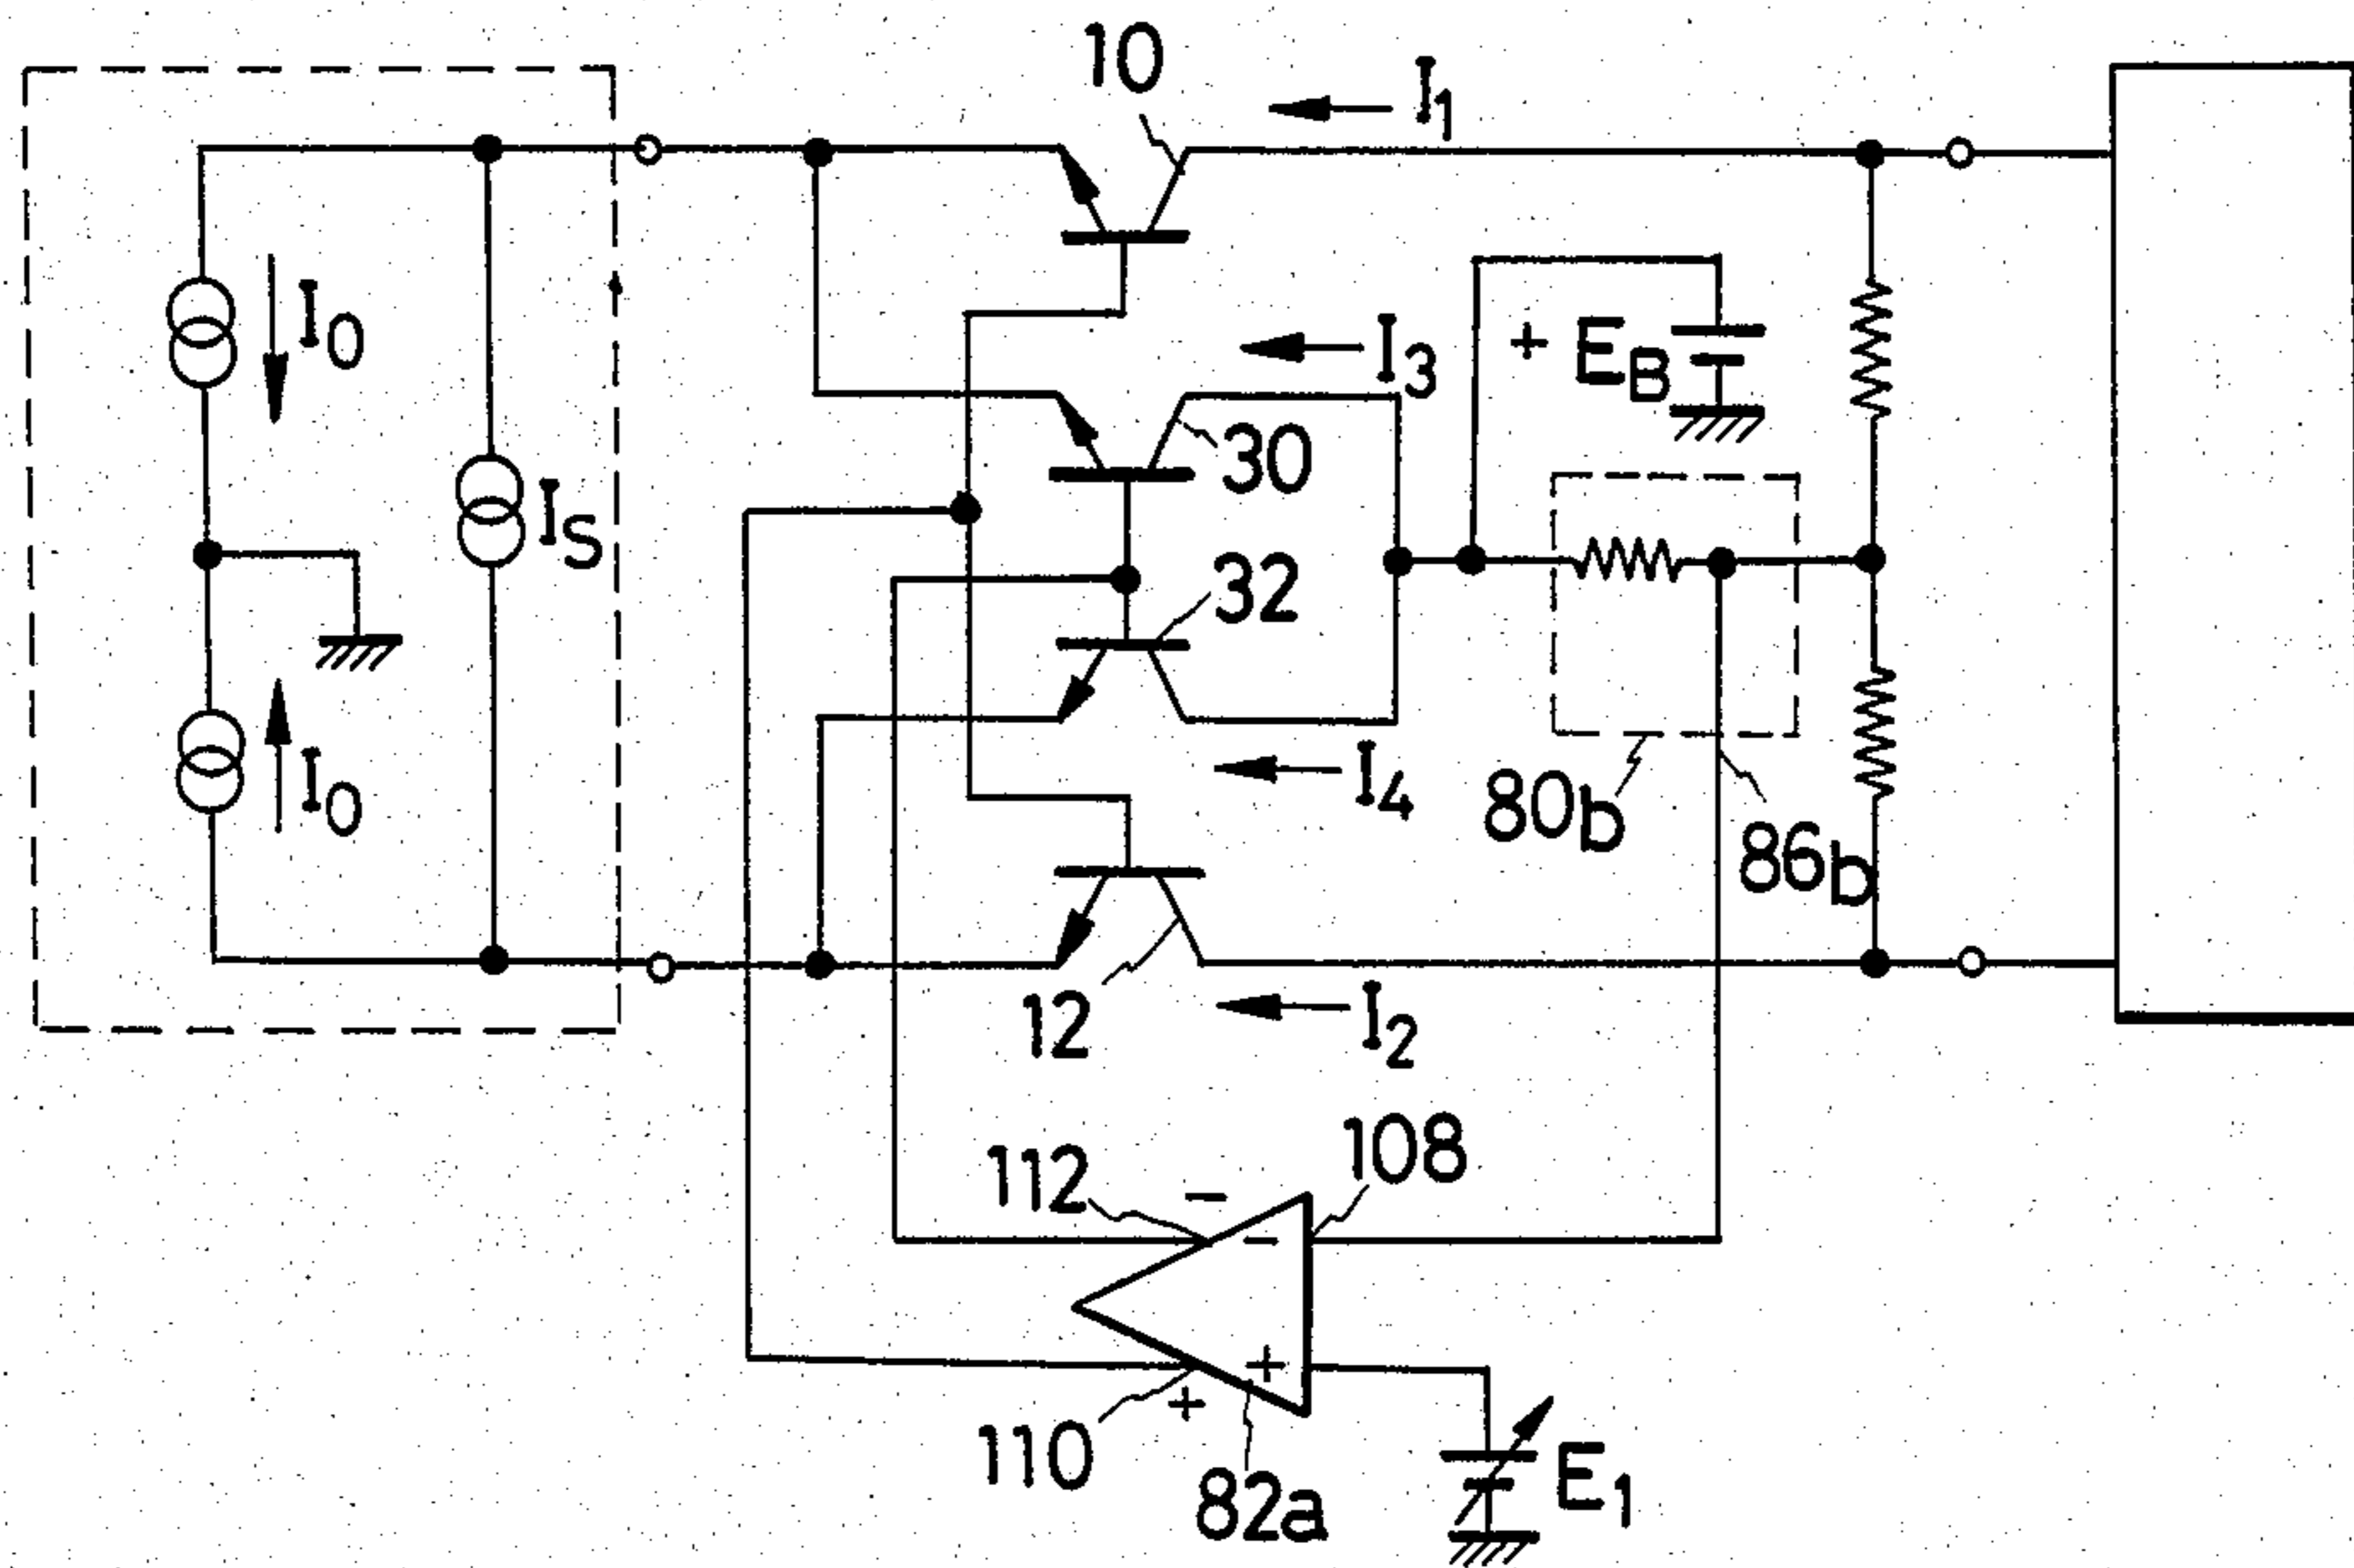 10
I1
I0
I3
+ EB
30
IS
32
I0
I4
80b
86b
12
I2
108
112
−
−
+
110
+
82a
E1